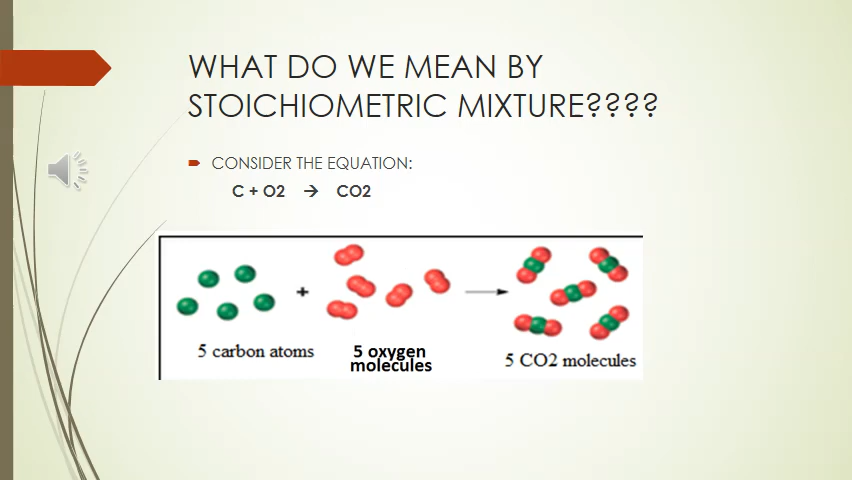 WHAT DO WE MEAN BY
STOICHIOMETRIC MIXTURE????
CONSIDER THE EQUATION:
C + O2 → CO2
+
5 carbon atoms
5 oxygen
molecules
5 CO2 molecules